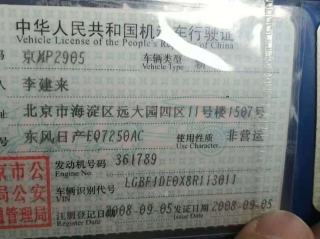 中华人民共和国机动车行驶证
Vehicle License of the People's Republic of China
号码 京MP2905 车辆类型 Vehicle Type
李建来
北京市海淀区远大园四区11号楼1507号
东风日产EQ7250AC 使用性质 Use Character 非营运
发动机号码 Engine No. 361789
车辆识别代号 VIN LGBF1DE0X8R113011
注册登记日期 Register Date 2008-09-05 发证日期 Issue Date 2008-09-05
京市公
局公安
通管理局